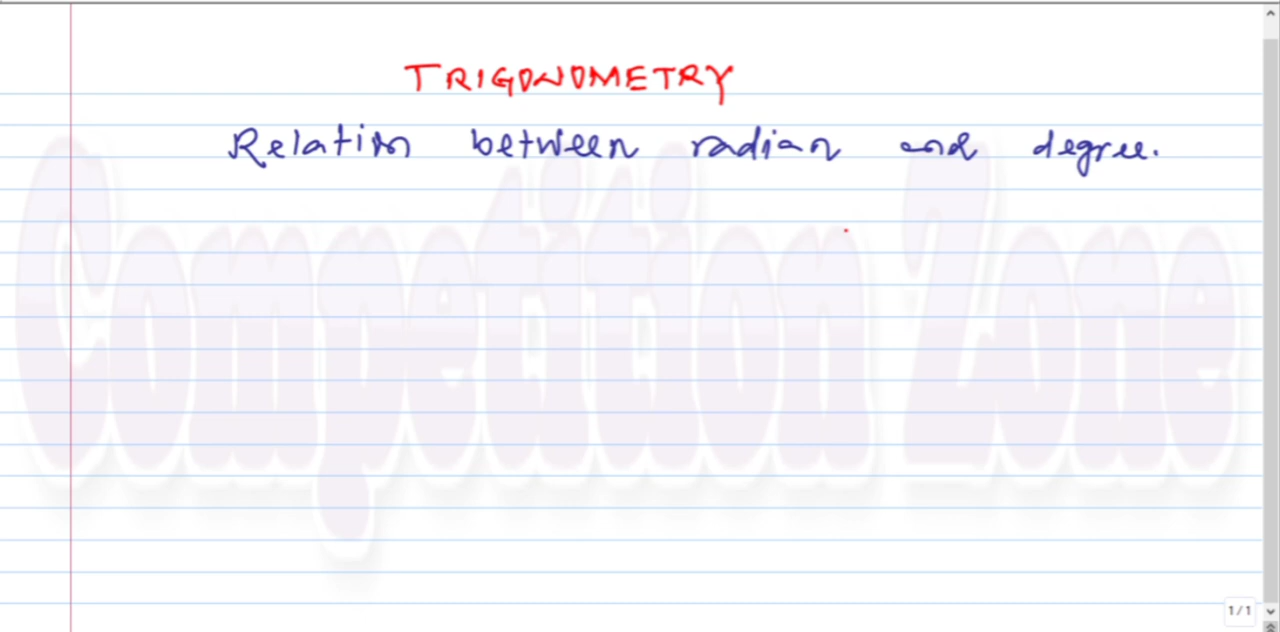 TRIGONOMETRY
Relation between radian and degree.
Competition Zone
1/1